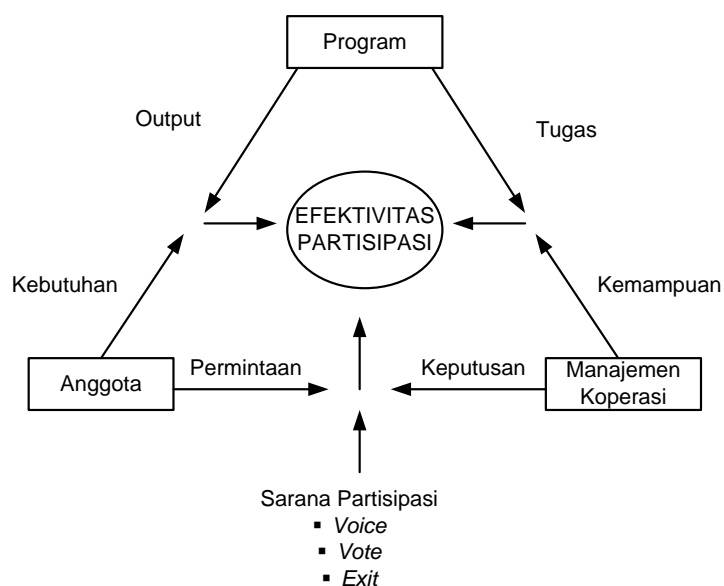 Program
Output
Tugas
EFEKTIVITAS
PARTISIPASI
Kebutuhan
Kemampuan
Anggota
Permintaan
Keputusan
Manajemen
Koperasi
Sarana Partisipasi
▪ Voice
▪ Vote
▪ Exit